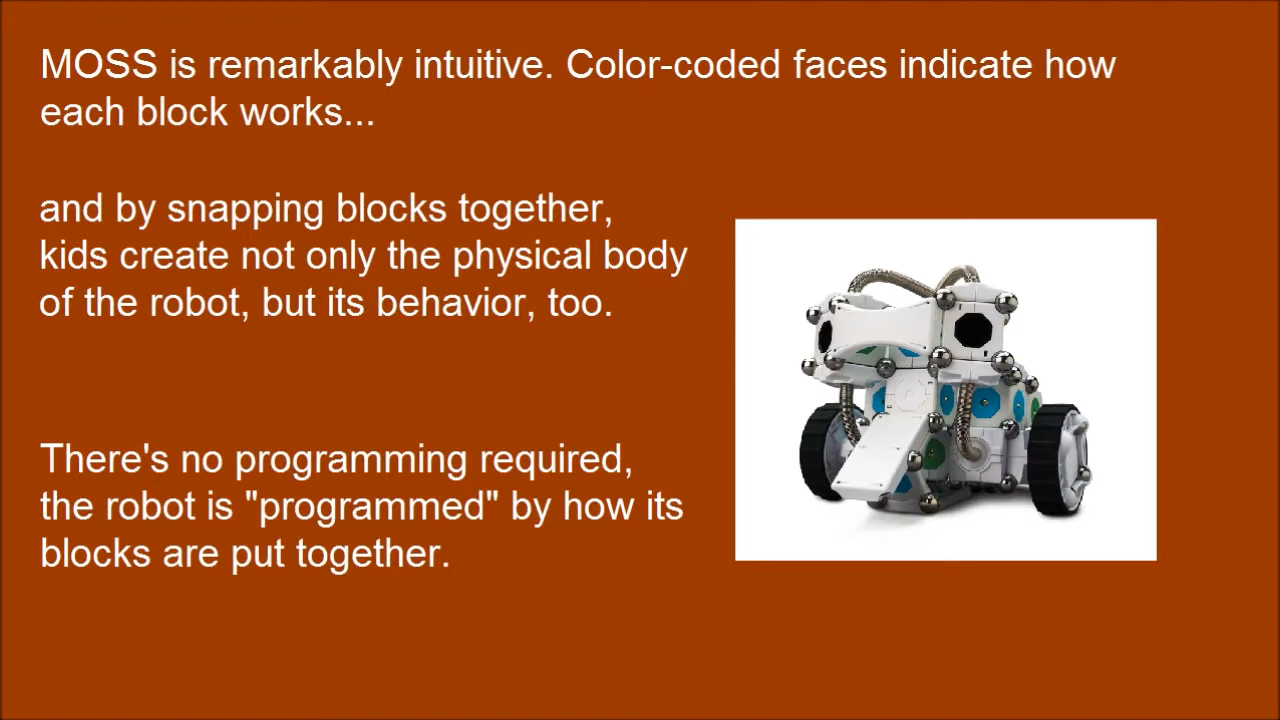 MOSS is remarkably intuitive. Color-coded faces indicate how
each block works...
and by snapping blocks together,
kids create not only the physical body
of the robot, but its behavior, too.
There's no programming required,
the robot is "programmed" by how its
blocks are put together.